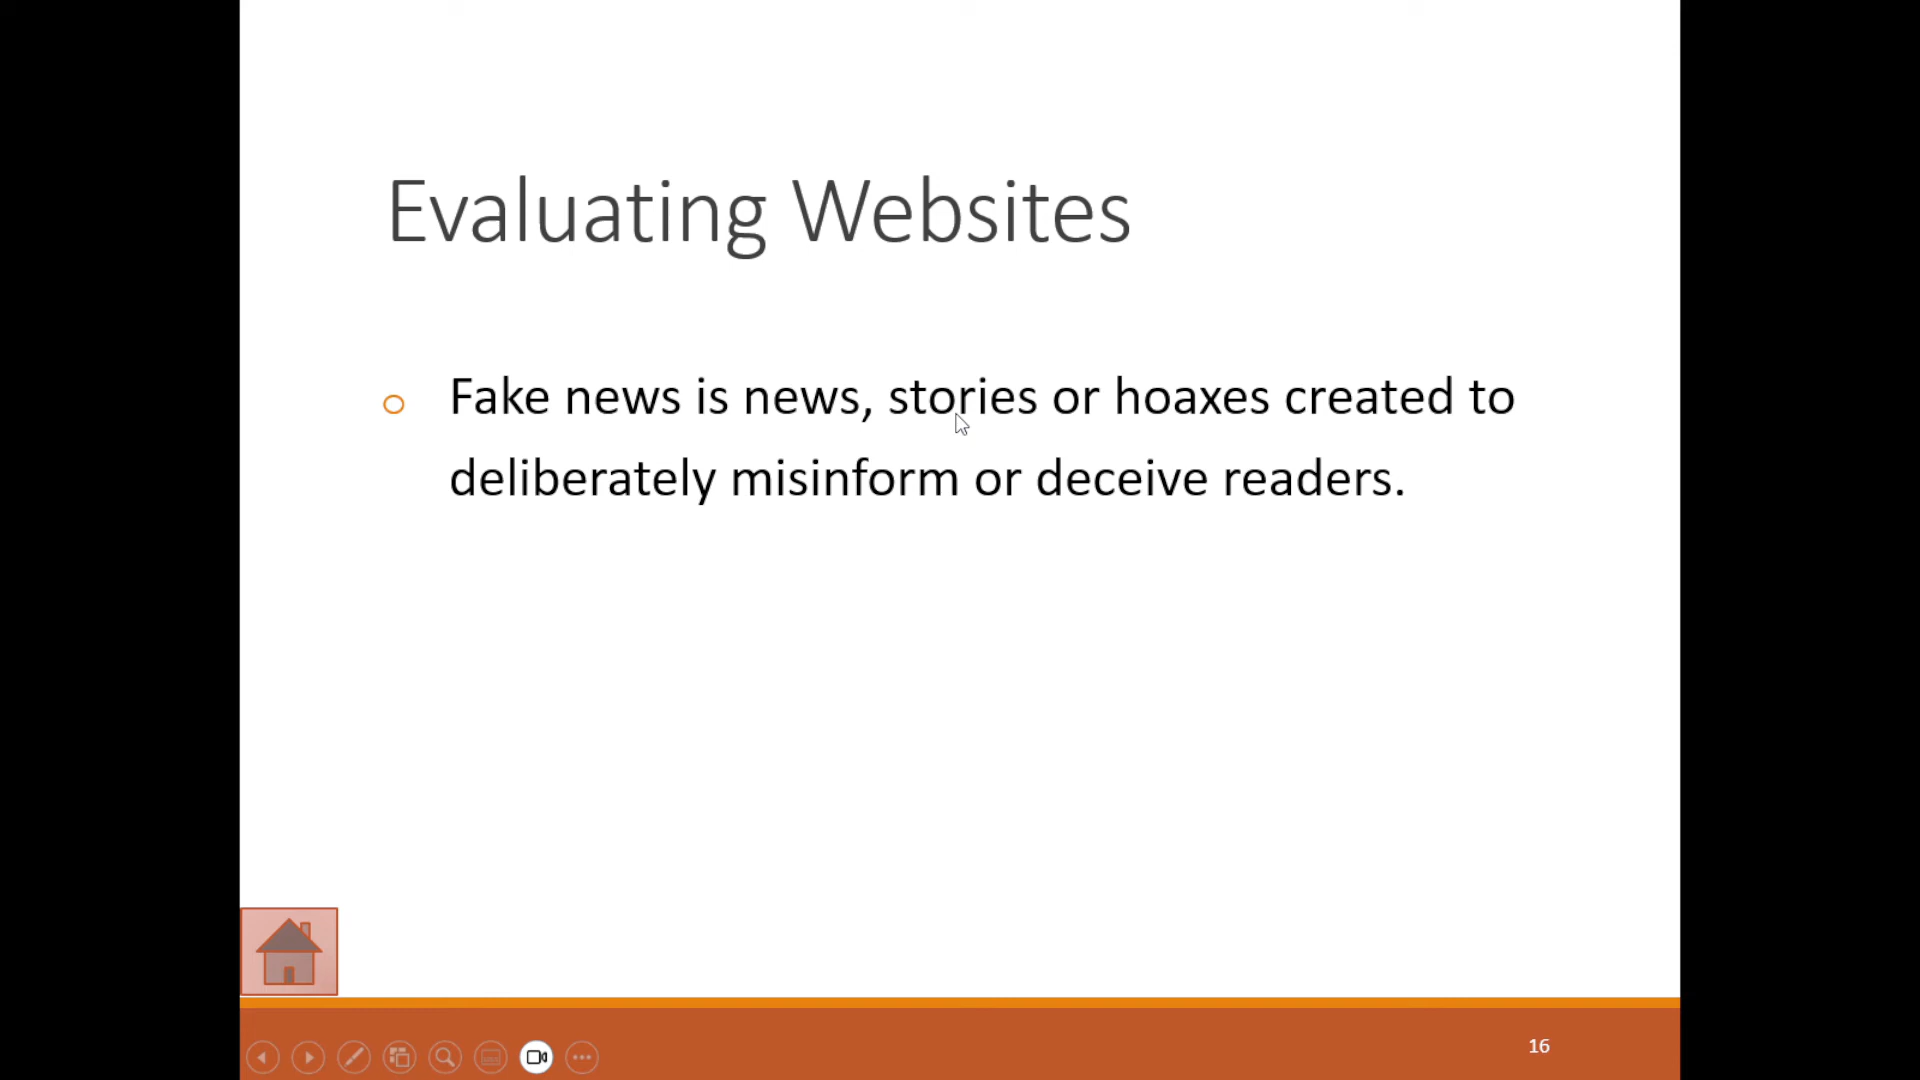 Evaluating Websites
Fake news is news, stories or hoaxes created to
deliberately misinform or deceive readers.
16